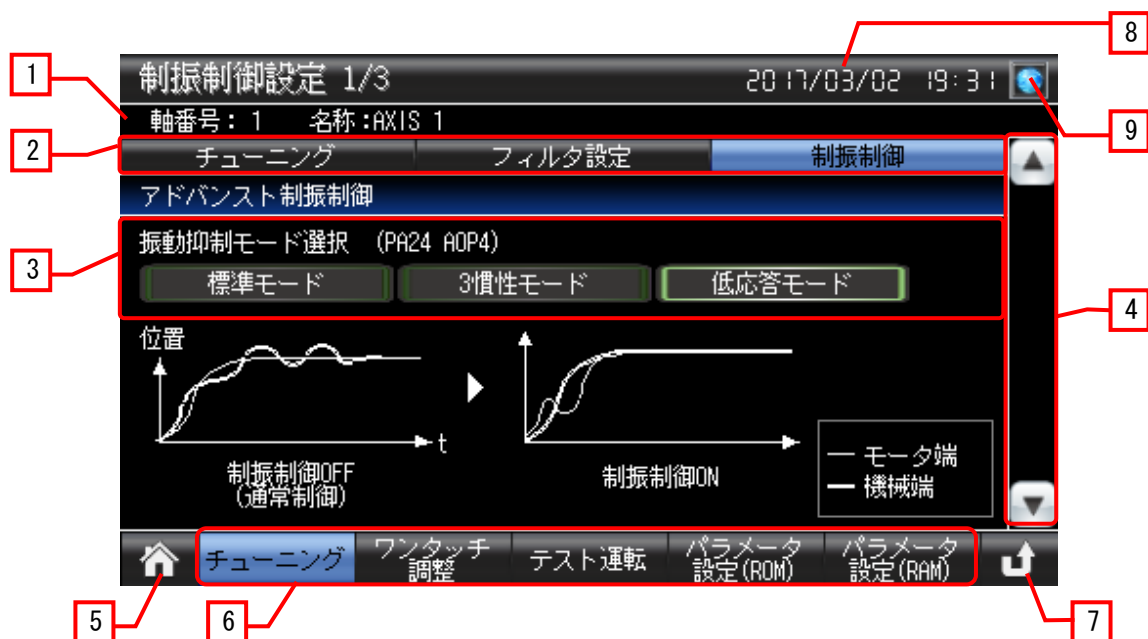 8
1
制振制御設定 1/3
2017/03/02 19:31
9
軸番号: 1 名称:AXIS 1
2
チューニング
フィルタ設定
制振制御
アドバンスト制振制御
3
振動抑制モード選択 (PA24 AOP4)
標準モード
3慣性モード
低応答モード
4
位置
t
制振制御OFF
(通常制御)
制振制御ON
モータ端
機械端
チューニング
ワンタッチ
調整
テスト運転
パラメータ
設定(ROM)
パラメータ
設定(RAM)
5
6
7